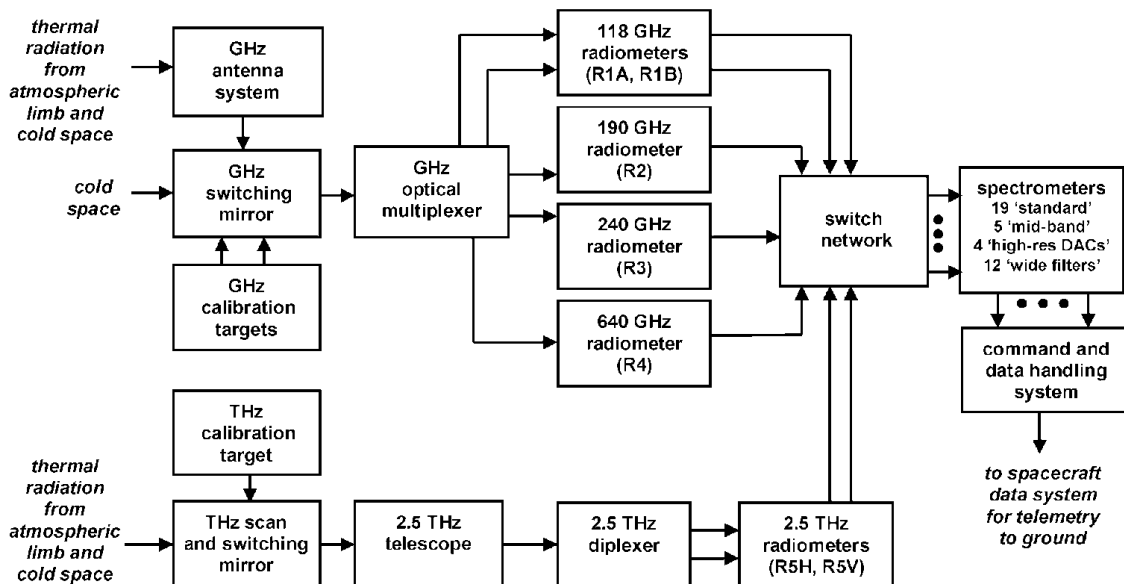 thermal
radiation
from
atmospheric
limb and
cold space
GHz
antenna
system
cold
space
GHz
switching
mirror
GHz
calibration
targets
GHz
optical
multiplexer
118 GHz
radiometers
(R1A, R1B)
190 GHz
radiometer
(R2)
240 GHz
radiometer
(R3)
640 GHz
radiometer
(R4)
switch
network
spectrometers
19 ‘standard’
5 ‘mid-band’
4 ‘high-res DACs’
12 ‘wide filters’
command and
data handling
system
to spacecraft
data system
for telemetry
to ground
THz
calibration
target
thermal
radiation
from
atmospheric
limb and
cold space
THz scan
and switching
mirror
2.5 THz
telescope
2.5 THz
diplexer
2.5 THz
radiometers
(R5H, R5V)